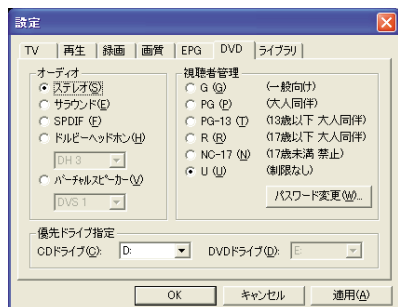 設定
TV 再生 録画 画質 EPG DVD ライブラリ
オーディオ
ステレオ(S)
サラウンド(E)
SPDIF (F)
ドルビーヘッドホン(H)
DH 3
バーチャルスピーカー(V)
DVS 1
視聴者管理
G (G) (一般向け)
PG (P) (大人同伴)
PG-13 (T) (13歳以下 大人同伴)
R (R) (17歳以下 大人同伴)
NC-17 (N) (17歳未満 禁止)
U (U) (制限なし)
パスワード変更(W)...
優先ドライブ指定
CDドライブ(C): D: DVDドライブ(D): E:
OK キャンセル 適用(A)